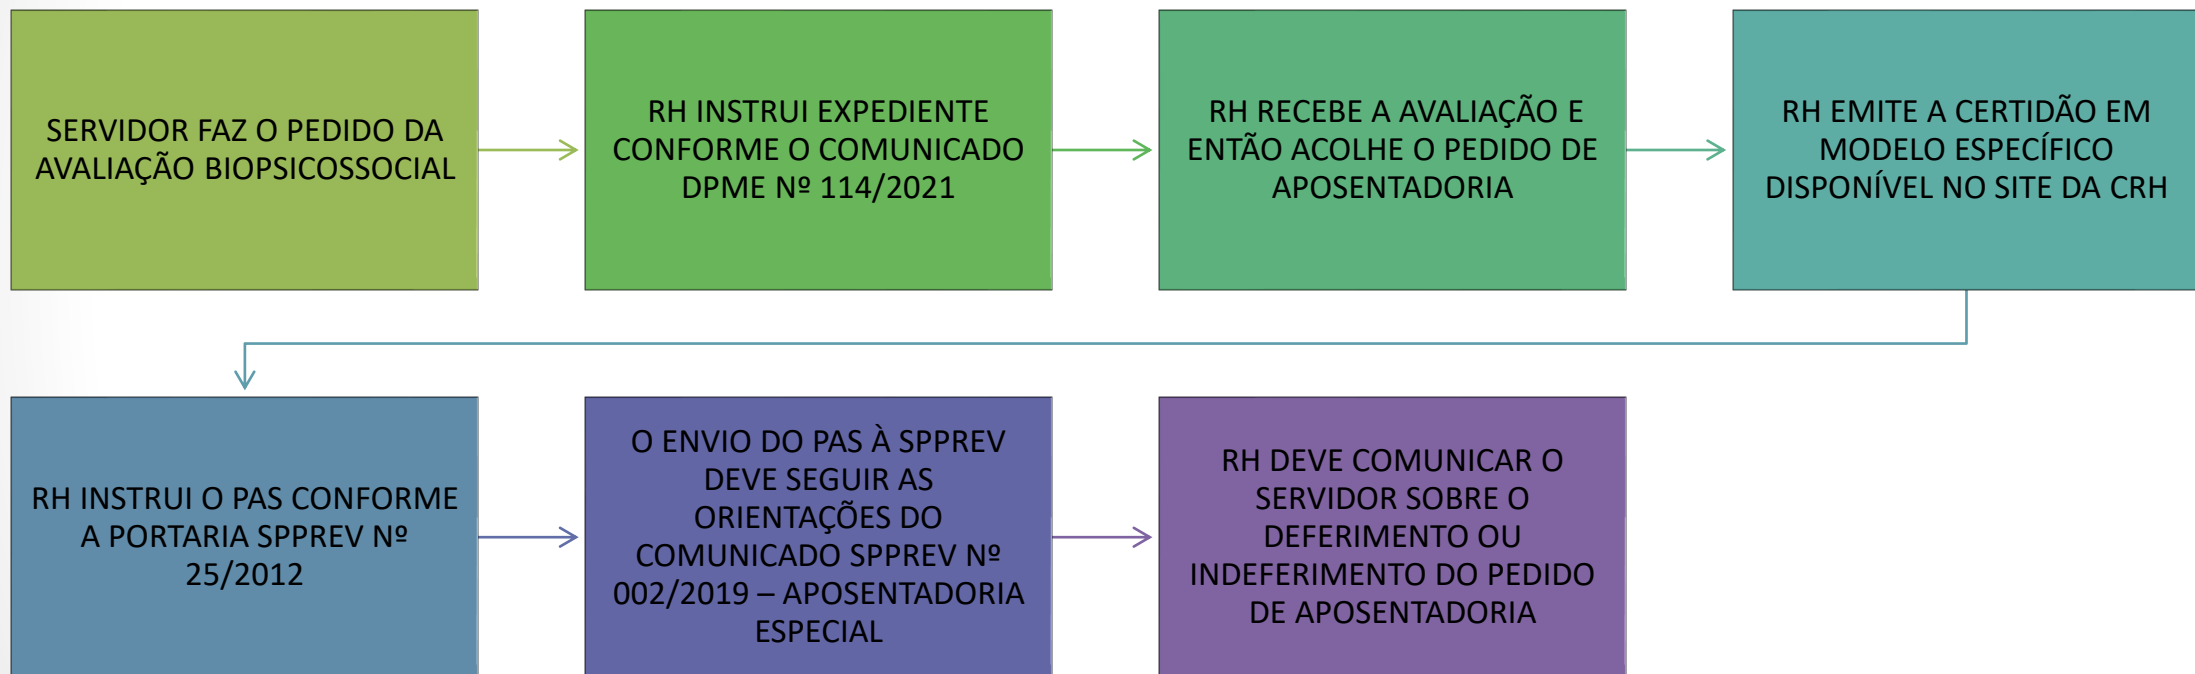 SERVIDOR FAZ O PEDIDO DA
AVALIAÇÃO BIOPSICOSSOCIAL
RH INSTRUI EXPEDIENTE
CONFORME O COMUNICADO
DPME Nº 114/2021
RH RECEBE A AVALIAÇÃO E
ENTÃO ACOLHE O PEDIDO DE
APOSENTADORIA
RH EMITE A CERTIDÃO EM
MODELO ESPECÍFICO
DISPONÍVEL NO SITE DA CRH
RH INSTRUI O PAS CONFORME
A PORTARIA SPPREV Nº
25/2012
O ENVIO DO PAS À SPPREV
DEVE SEGUIR AS
ORIENTAÇÕES DO
COMUNICADO SPPREV Nº
002/2019 – APOSENTADORIA
ESPECIAL
RH DEVE COMUNICAR O
SERVIDOR SOBRE O
DEFERIMENTO OU
INDEFERIMENTO DO PEDIDO
DE APOSENTADORIA